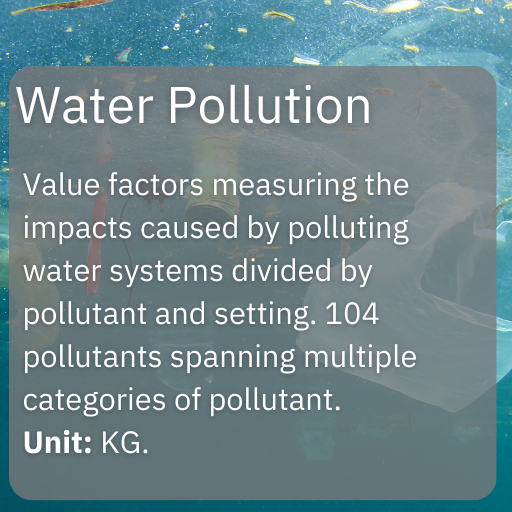 Water Pollution
Value factors measuring the
impacts caused by polluting
water systems divided by
pollutant and setting. 104
pollutants spanning multiple
categories of pollutant.
Unit: KG.